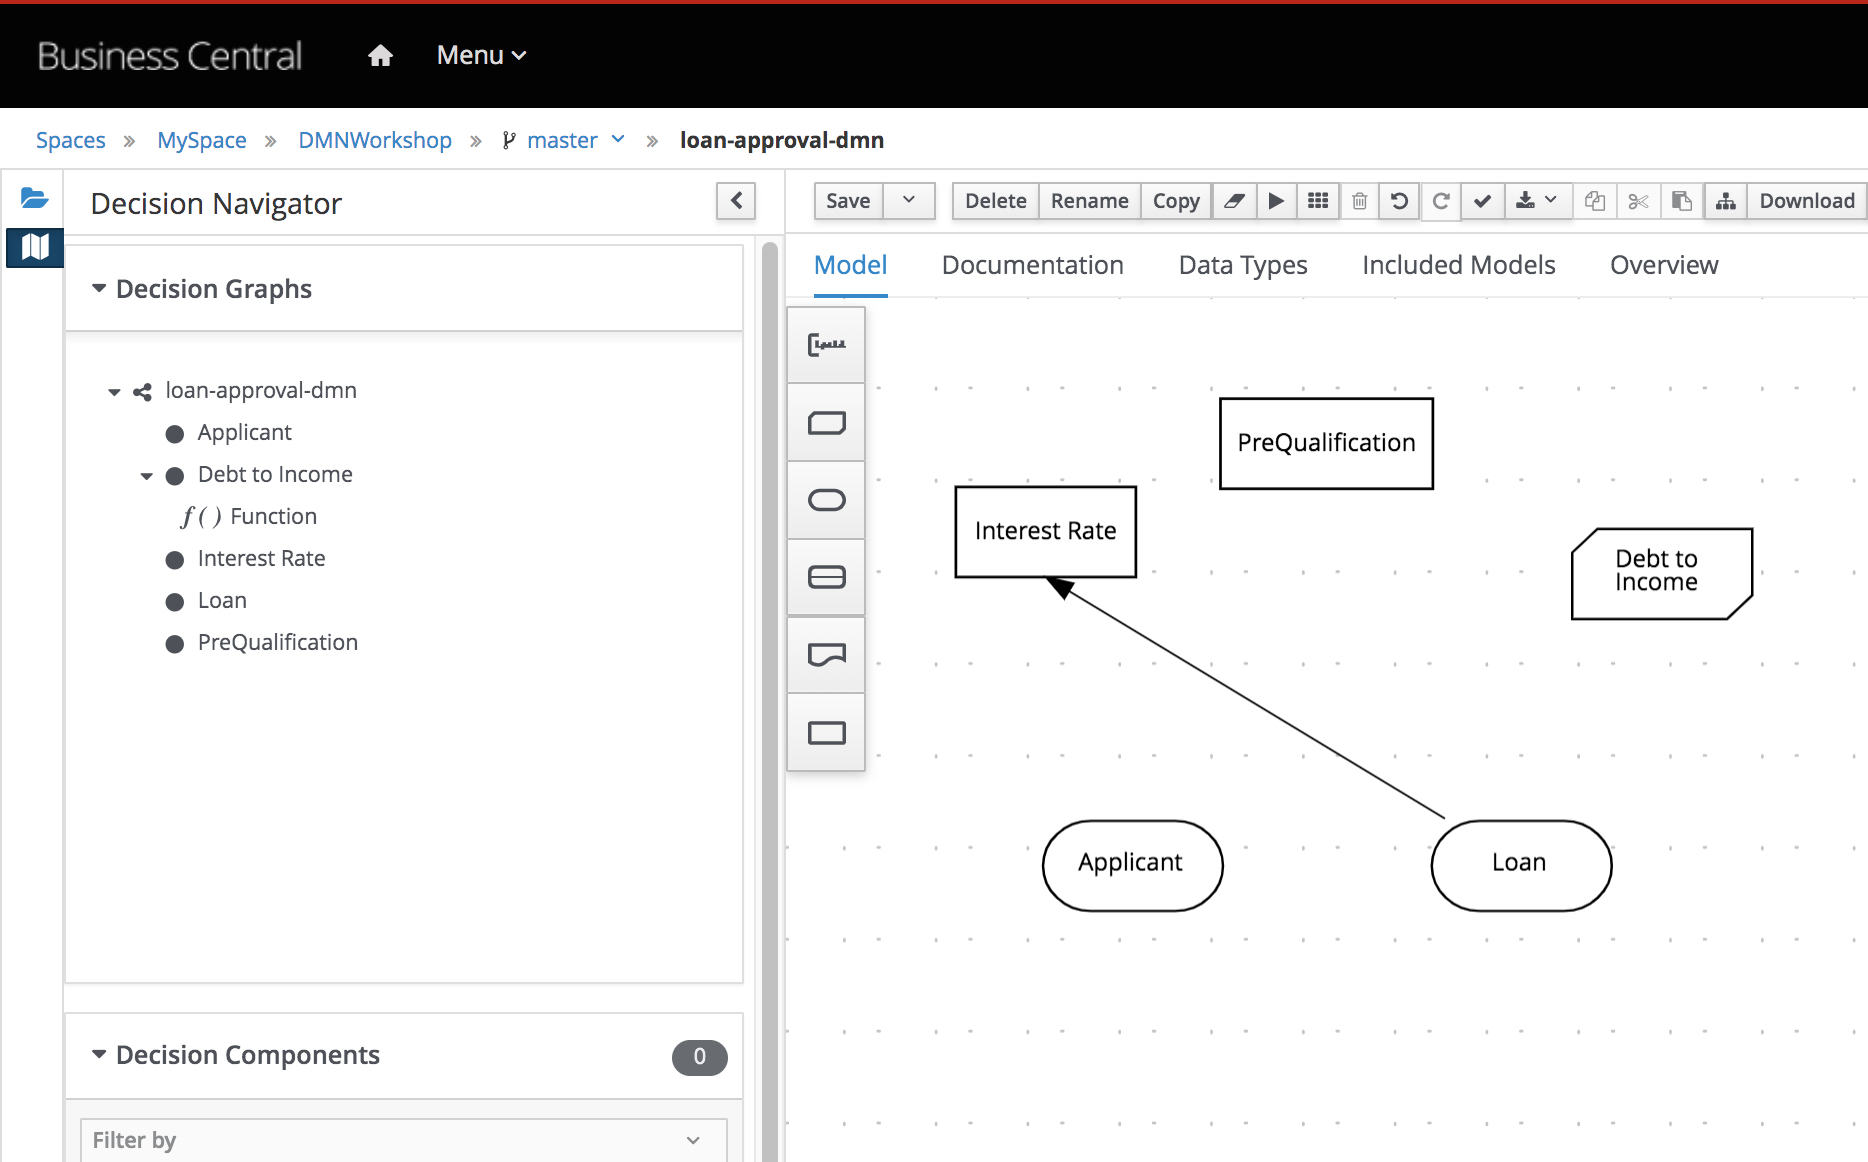 Business Central
Menu
Spaces » MySpace » DMNWorkshop » master » loan-approval-dmn
Decision Navigator
Save Delete Rename Copy Download
Model Documentation Data Types Included Models Overview
Decision Graphs
loan-approval-dmn
Applicant
Debt to Income
f ( ) Function
Interest Rate
Loan
PreQualification
PreQualification
Interest Rate
Debt to
Income
Applicant
Loan
Decision Components 0
Filter by